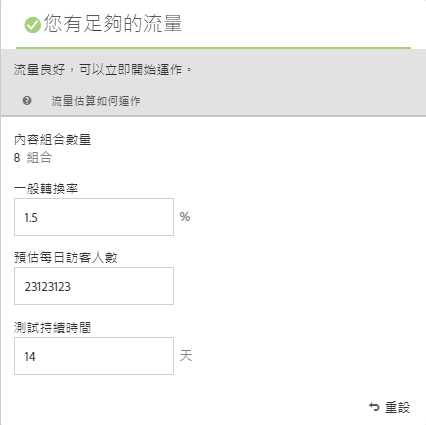 您有足夠的流量
流量良好，可以立即開始運作。
流量估算如何運作
內容組合數量
8 組合
一般轉換率
1.5 %
預估每日訪客人數
23123123
測試持續時間
14 天
重設